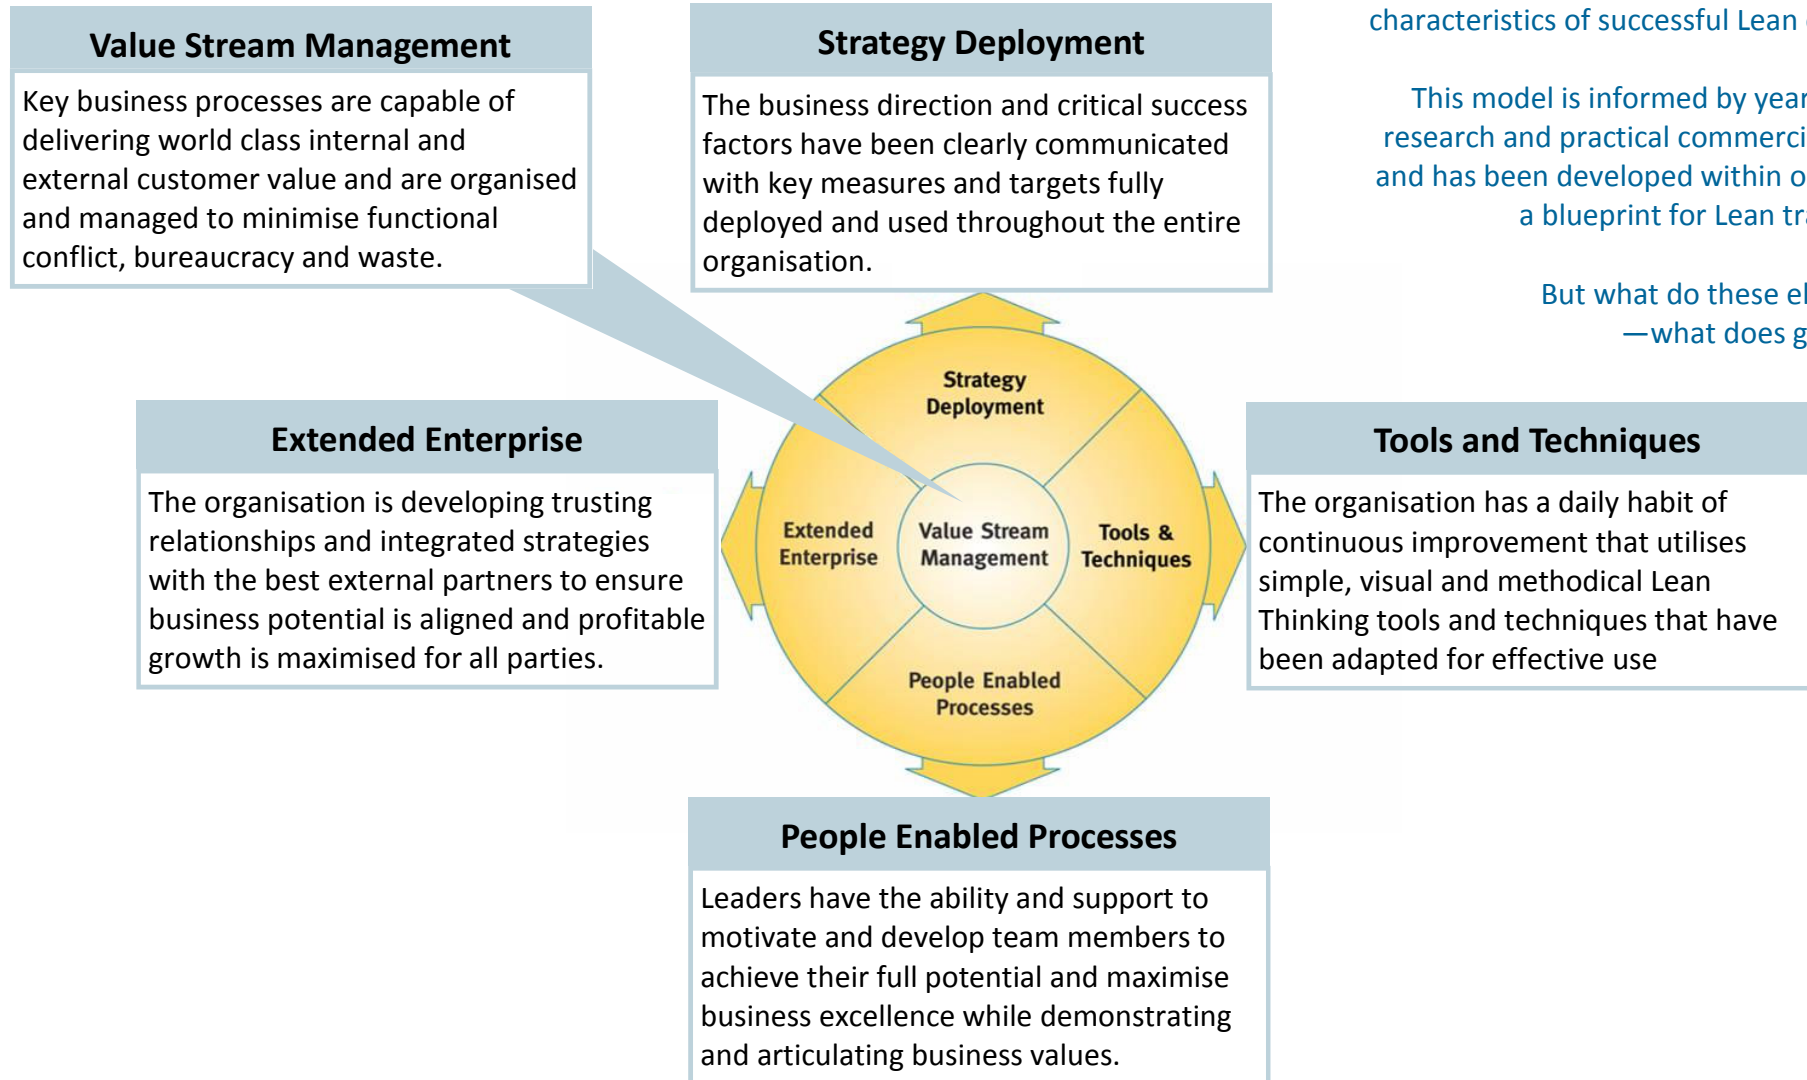 Value Stream Management
Key business processes are capable of
delivering world class internal and
external customer value and are organised
and managed to minimise functional
conflict, bureaucracy and waste.
Strategy Deployment
The business direction and critical success
factors have been clearly communicated
with key measures and targets fully
deployed and used throughout the entire
organisation.
characteristics of successful Lean
This model is informed by year
research and practical commerci
and has been developed within o
a blueprint for Lean tra
But what do these el
—what does g
Extended Enterprise
The organisation is developing trusting
relationships and integrated strategies
with the best external partners to ensure
business potential is aligned and profitable
growth is maximised for all parties.
Strategy
Deployment
Extended
Enterprise
Value Stream
Management
Tools &
Techniques
People Enabled
Processes
Tools and Techniques
The organisation has a daily habit of
continuous improvement that utilises
simple, visual and methodical Lean
Thinking tools and techniques that have
been adapted for effective use
People Enabled Processes
Leaders have the ability and support to
motivate and develop team members to
achieve their full potential and maximise
business excellence while demonstrating
and articulating business values.